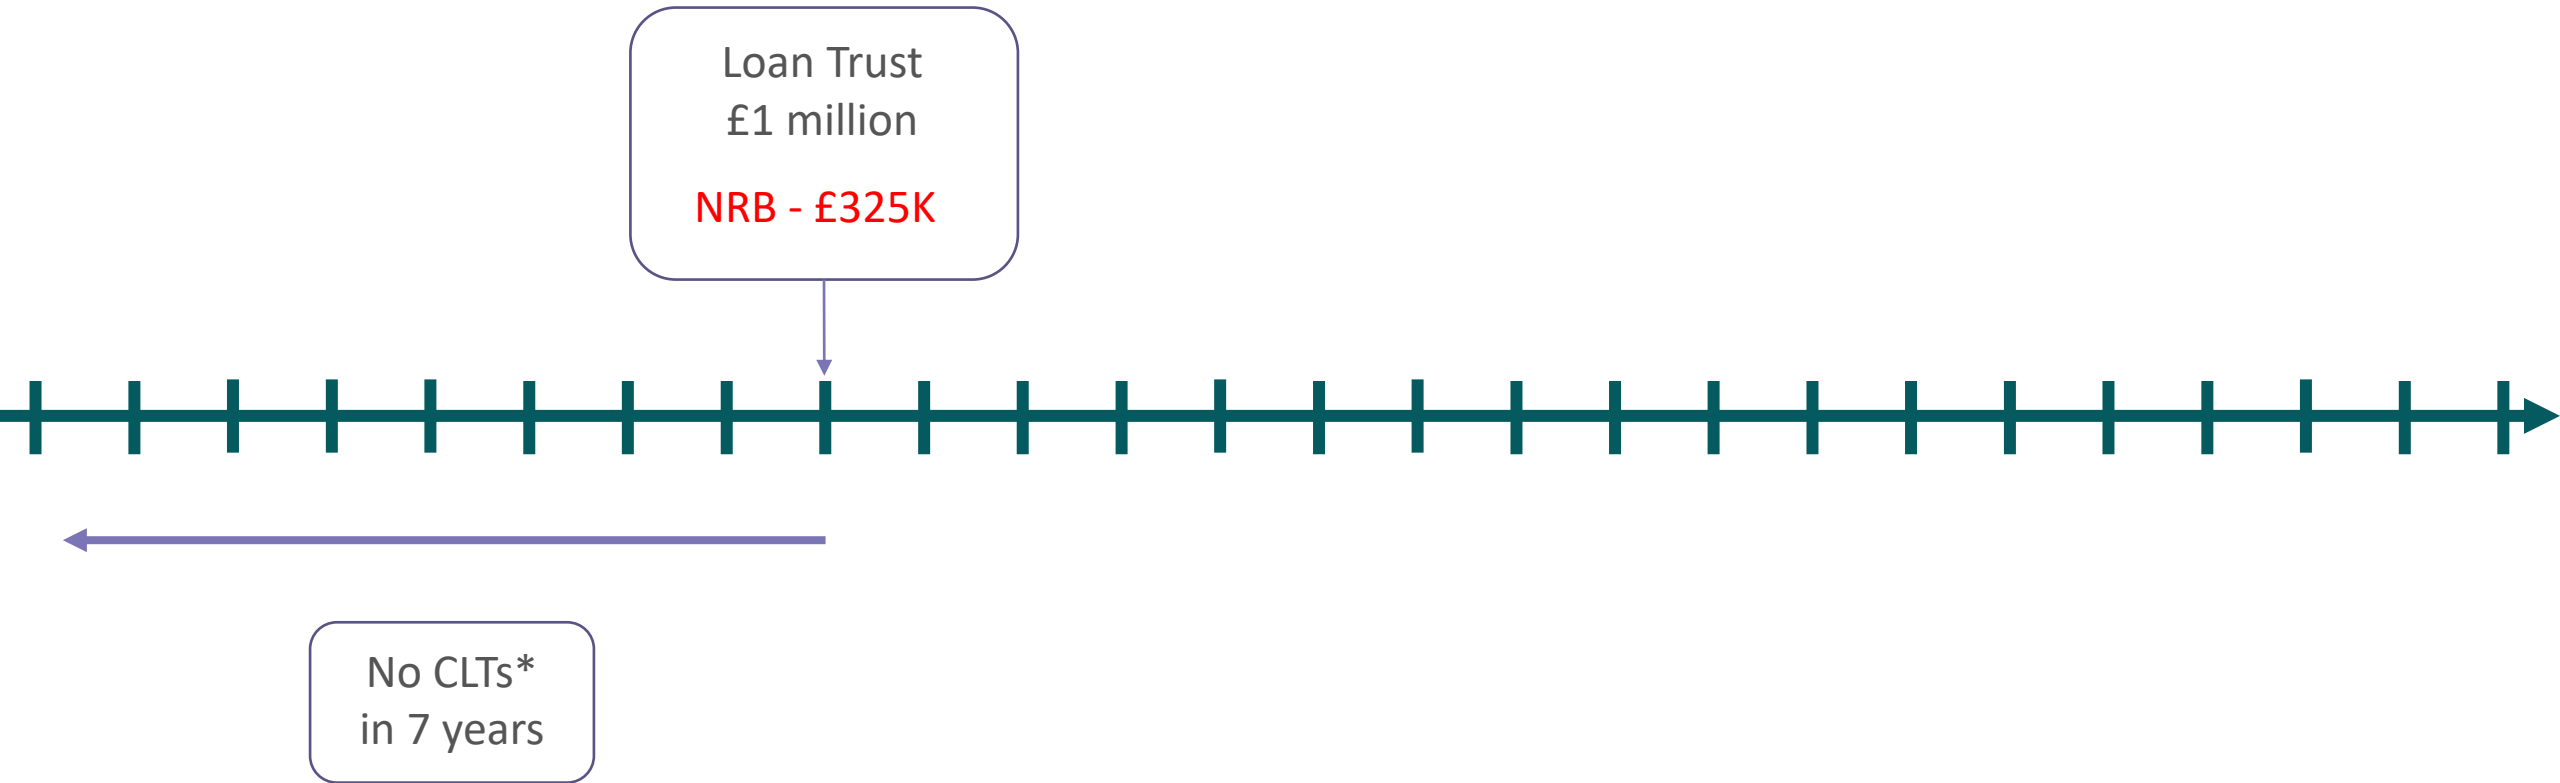 Loan Trust
£1 million
NRB - £325K
No CLTs*
in 7 years